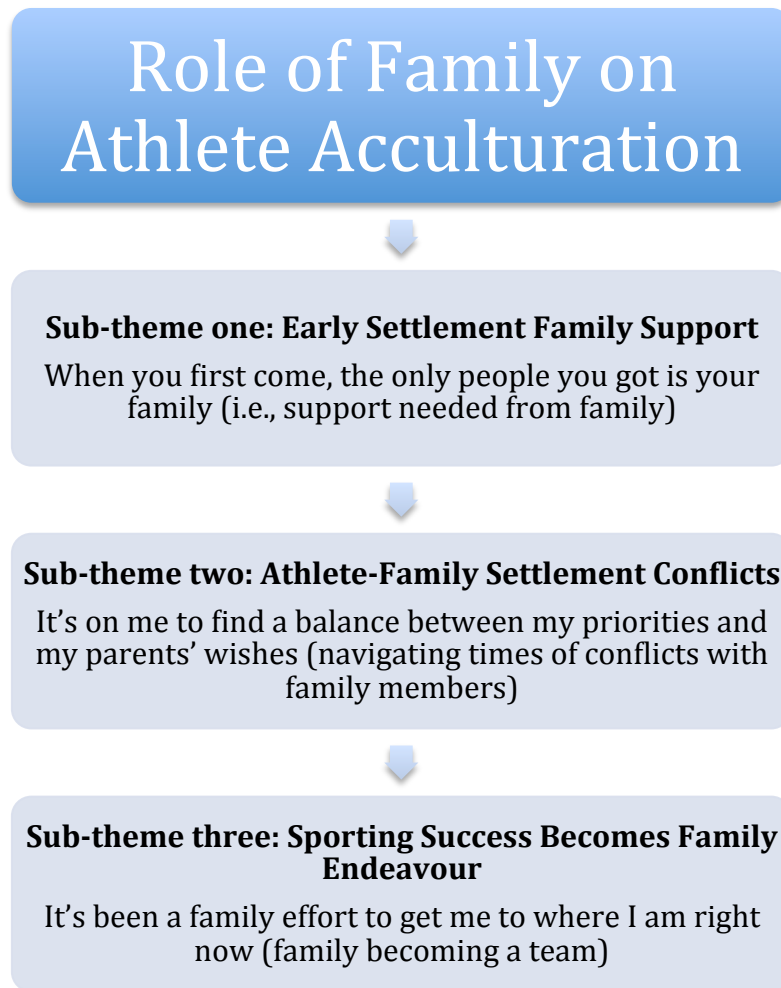 Role of Family on
Athlete Acculturation
Sub-theme one: Early Settlement Family Support
When you first come, the only people you got is your
family (i.e., support needed from family)
Sub-theme two: Athlete-Family Settlement Conflicts
It’s on me to find a balance between my priorities and
my parents’ wishes (navigating times of conflicts with
family members)
Sub-theme three: Sporting Success Becomes Family
Endeavour
It’s been a family effort to get me to where I am right
now (family becoming a team)